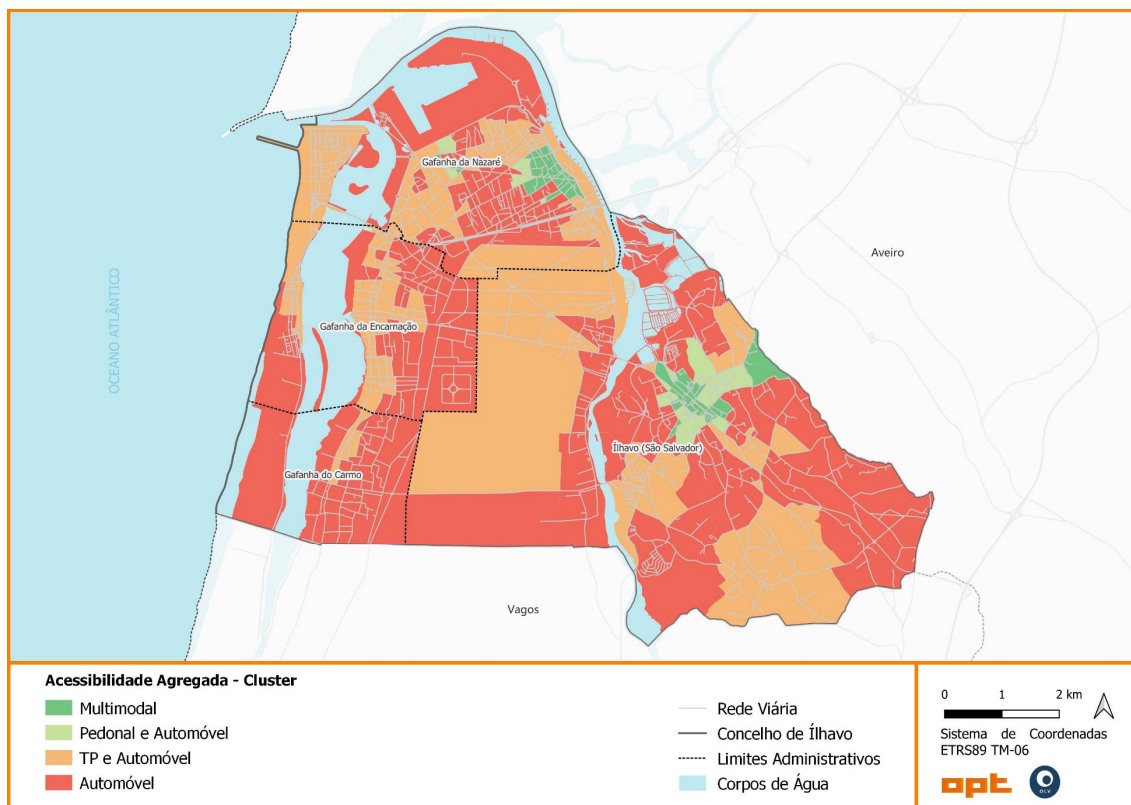 Gafanha da Nazaré
Aveiro
OCEANO ATLÂNTICO
Gafanha da Encarnação
Ílhavo (São Salvador)
Gafanha do Carmo
Vagos
Acessibilidade Agregada - Cluster
Multimodal
Pedonal e Automóvel
TP e Automóvel
Automóvel
Rede Viária
Concelho de Ílhavo
Limites Administrativos
Corpos de Água
0 1 2 km
Sistema de Coordenadas
ETRS89 TM-06
opt
OLV